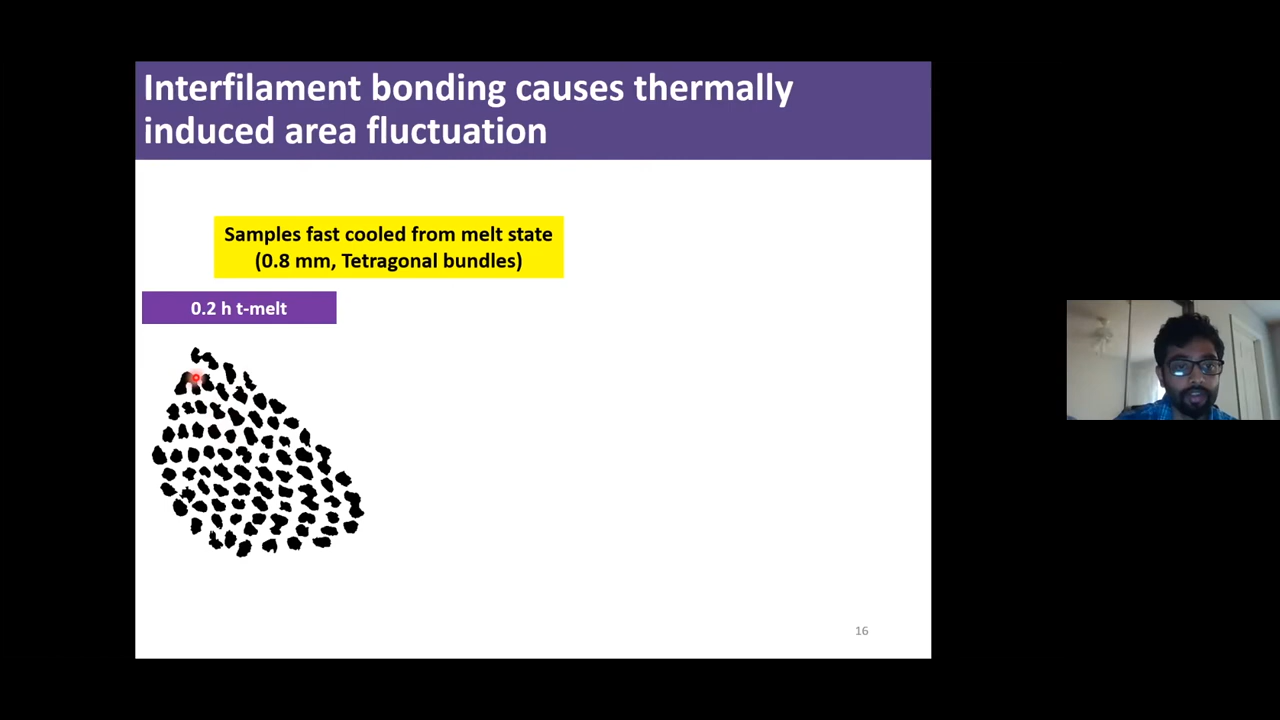 Interfilament bonding causes thermally
induced area fluctuation
Samples fast cooled from melt state
(0.8 mm, Tetragonal bundles)
0.2 h t-melt
16